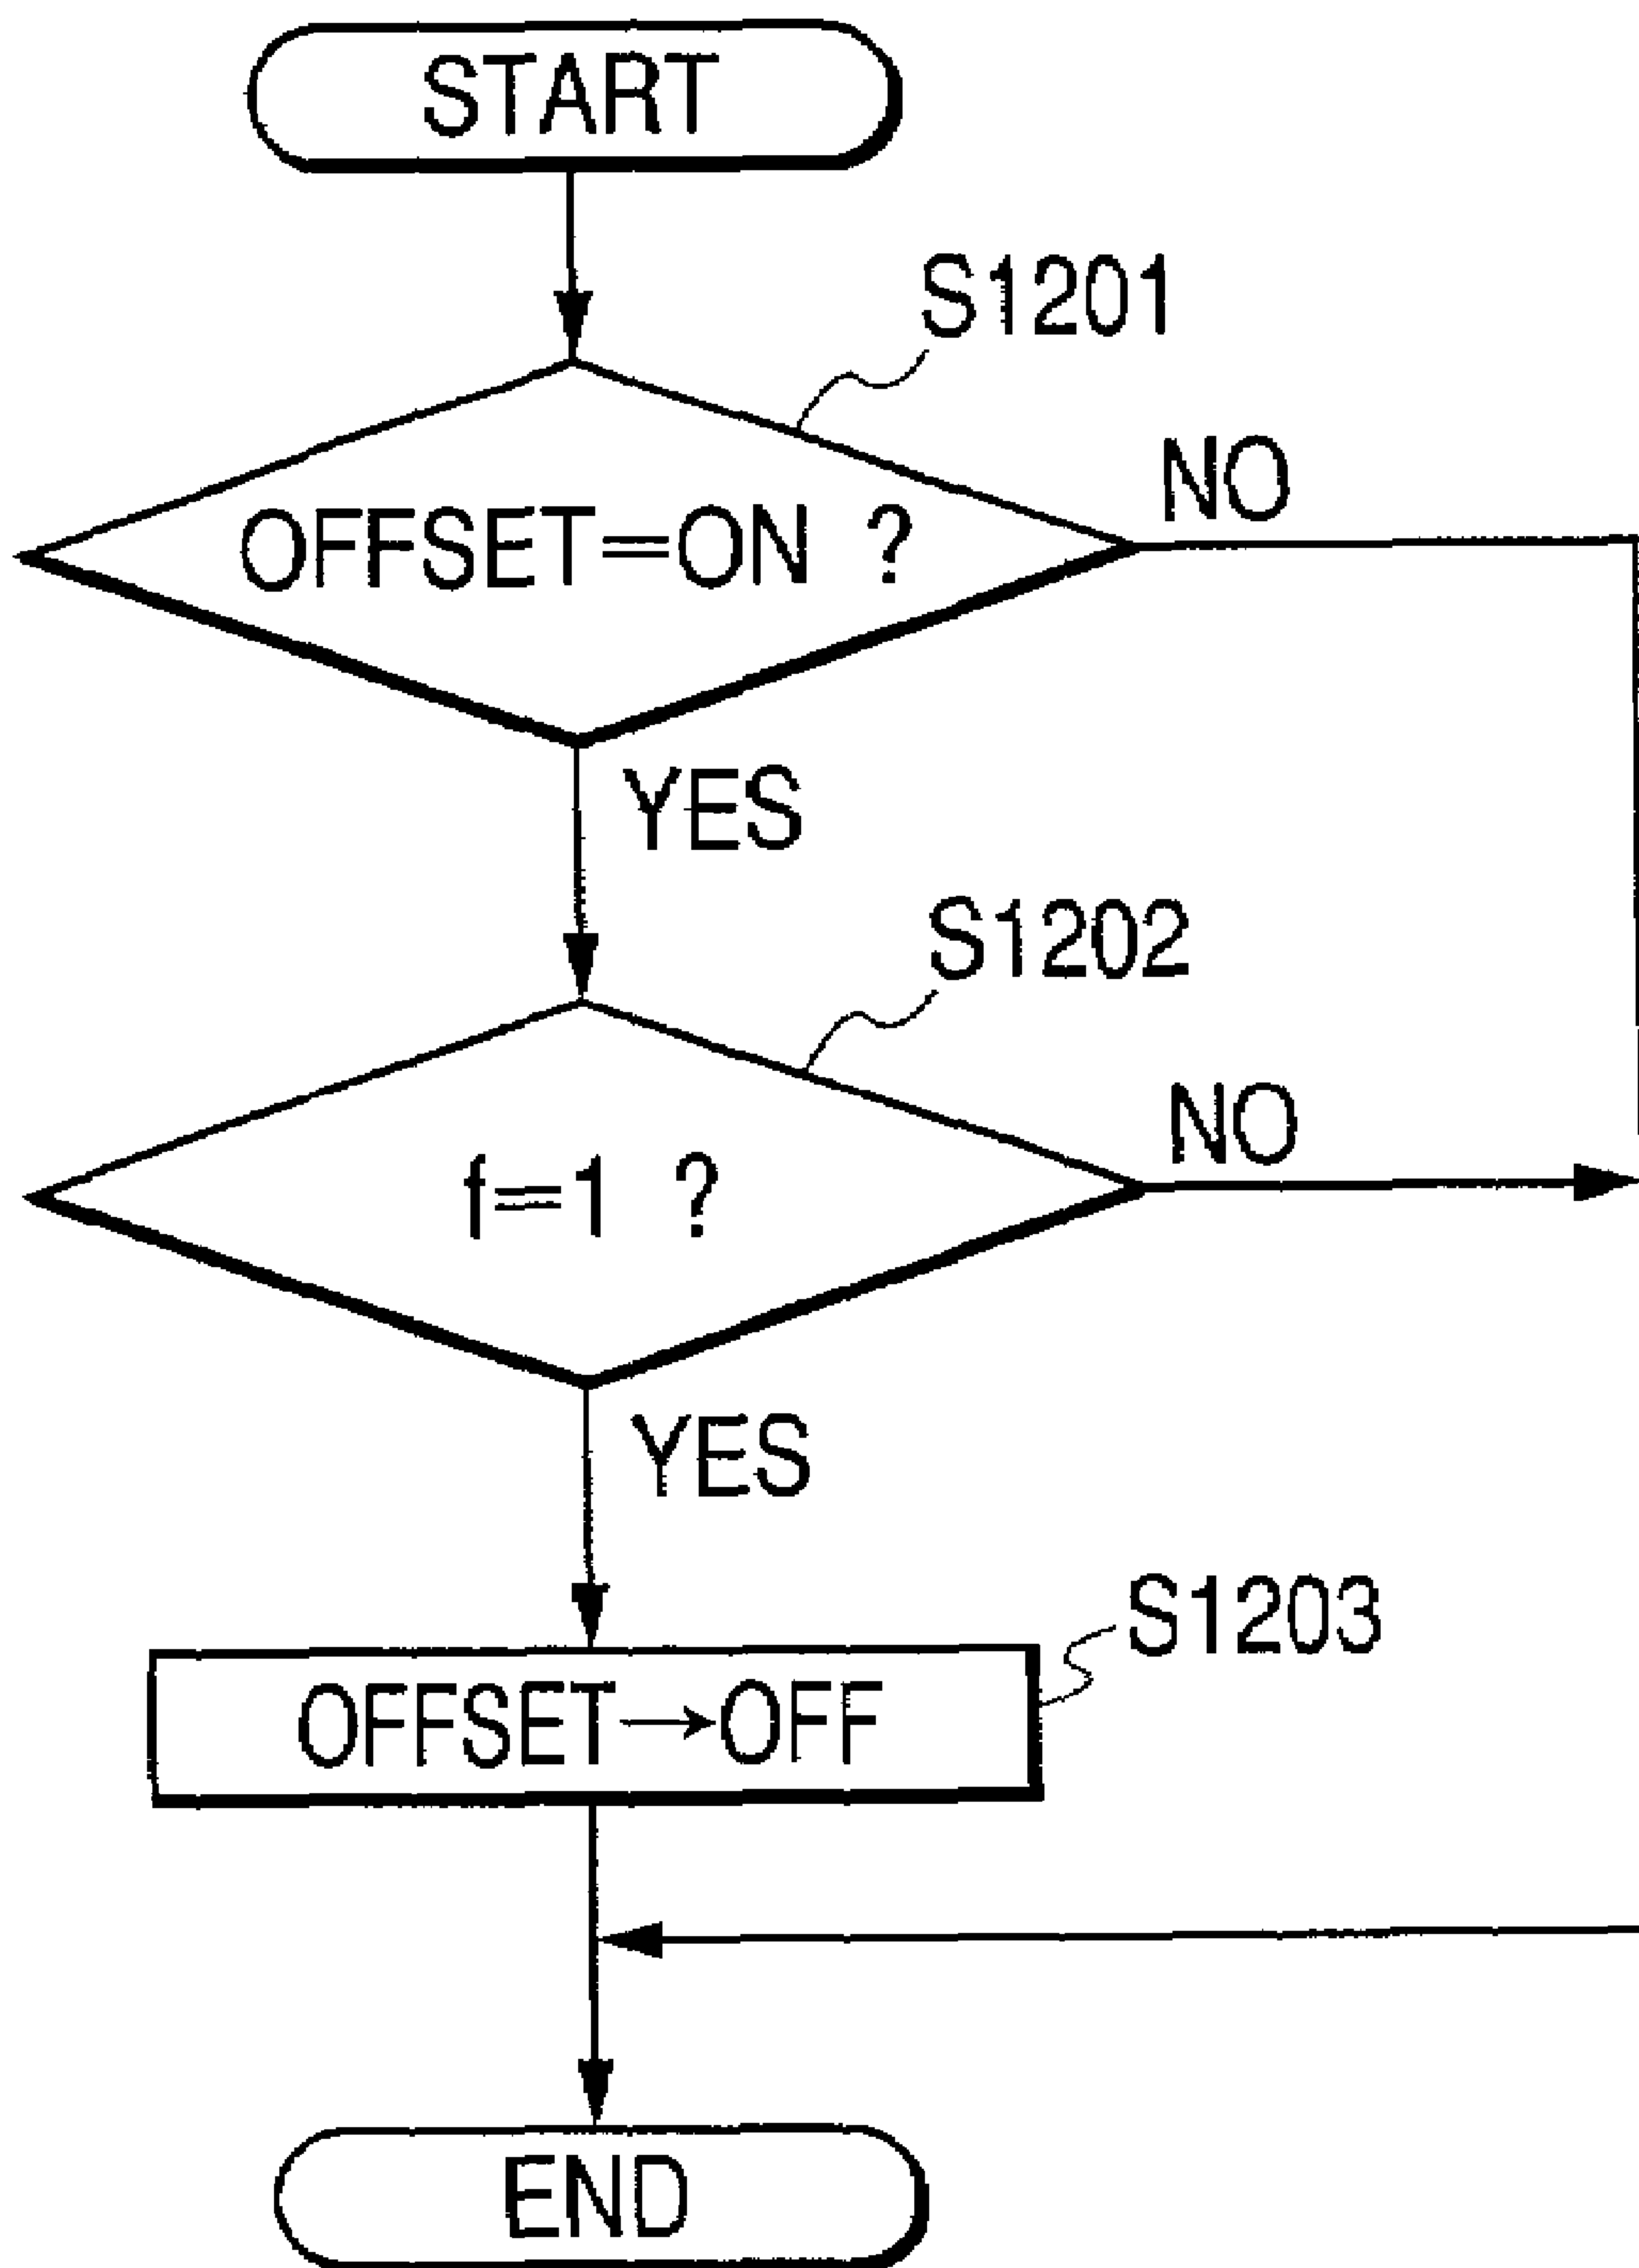 START
S1201
OFFSET=ON ?
NO
YES
S1202
f=1 ?
NO
YES
S1203
OFFSET→OFF
END